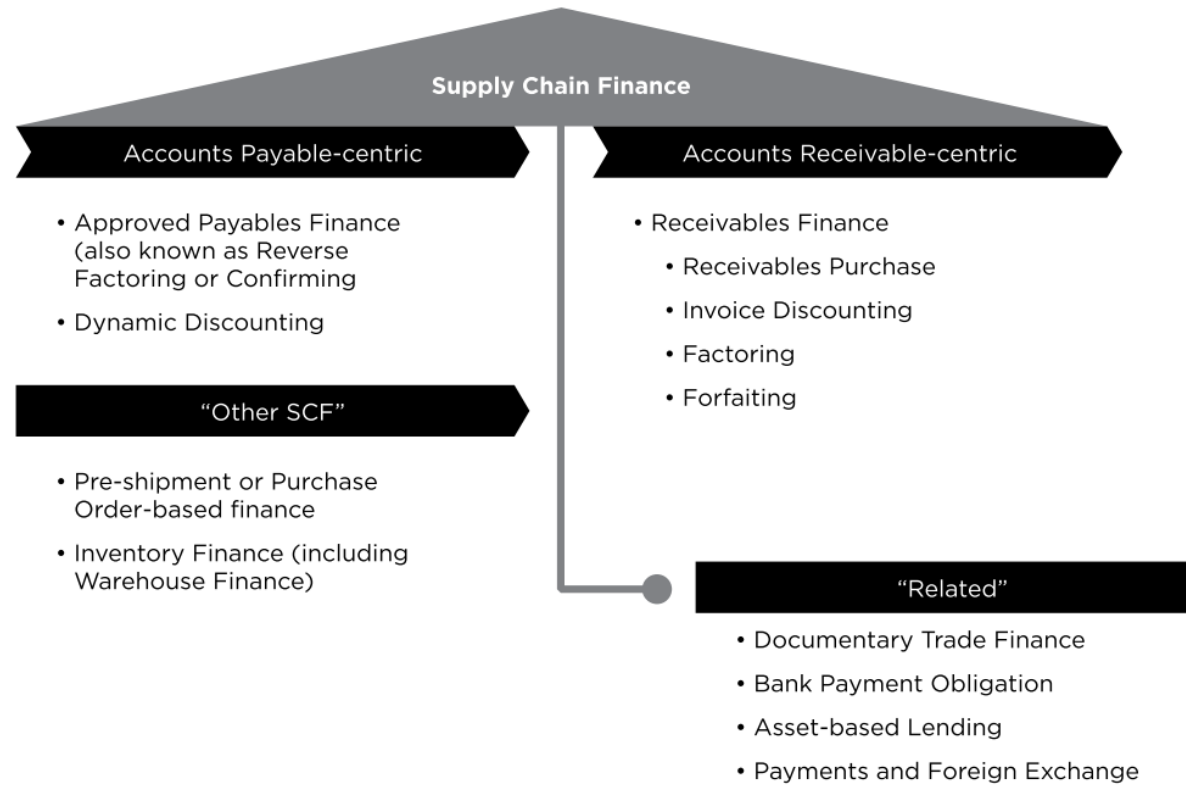 Supply Chain Finance
Accounts Payable-centric
• Approved Payables Finance
(also known as Reverse
Factoring or Confirming
• Dynamic Discounting
“Other SCF”
• Pre-shipment or Purchase
Order-based finance
• Inventory Finance (including
Warehouse Finance)
Accounts Receivable-centric
• Receivables Finance
• Receivables Purchase
• Invoice Discounting
• Factoring
• Forfaiting
“Related”
• Documentary Trade Finance
• Bank Payment Obligation
• Asset-based Lending
• Payments and Foreign Exchange